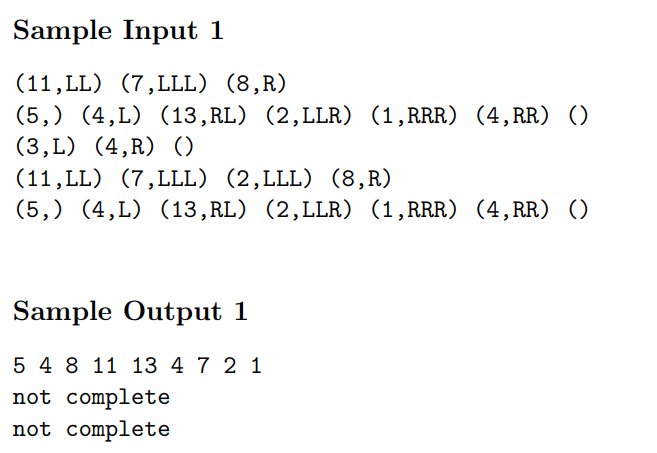 Sample Input 1
(11,LL) (7,LLL) (8,R)
(5,) (4,L) (13,RL) (2,LLR) (1,RRR) (4,RR) ()
(3,L) (4,R) ()
(11,LL) (7,LLL) (2,LLL) (8,R)
(5,) (4,L) (13,RL) (2,LLR) (1,RRR) (4,RR) ()
Sample Output 1
5 4 8 11 13 4 7 2 1
not complete
not complete